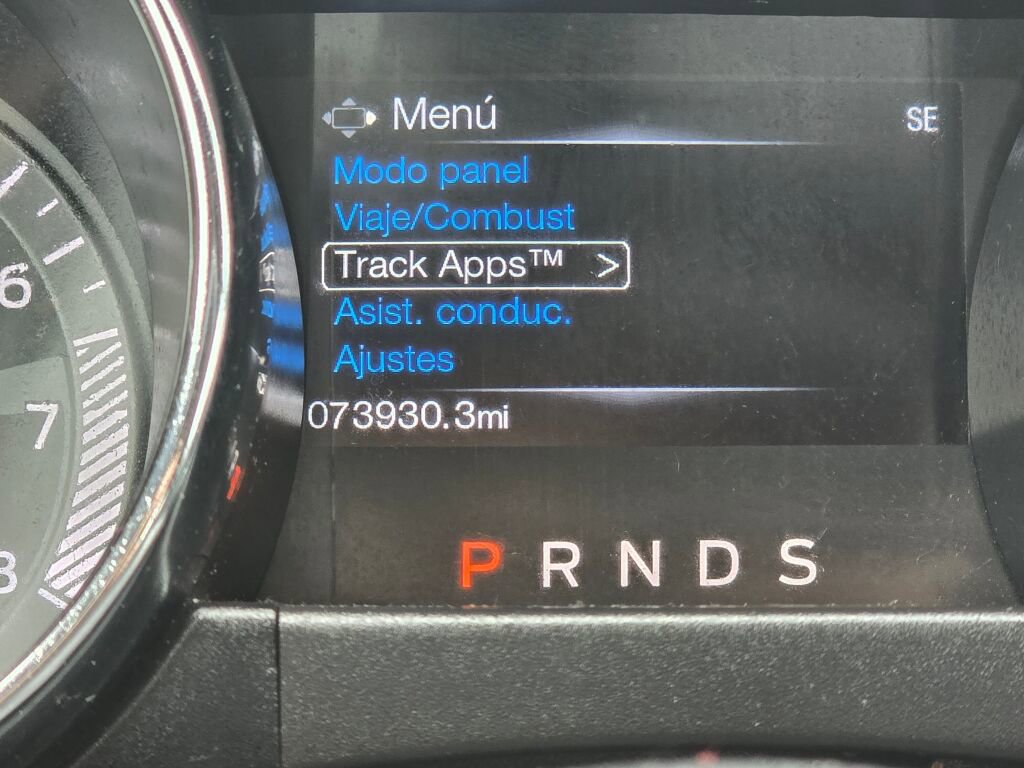 Menú
SE
Modo panel
Viaje/Combust
Track Apps™ >
Asist. conduc.
Ajustes
073930.3mi
P R N D S
6
7
8